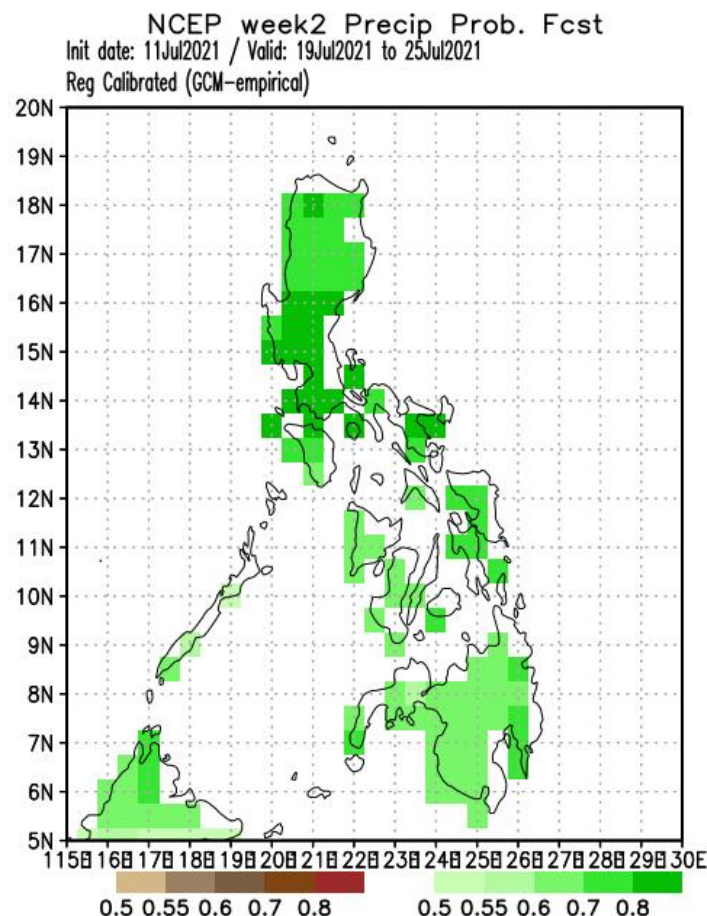 NCEP week2 Precip Prob. Fcst
Init date: 11Jul2021 / Valid: 19Jul2021 to 25Jul2021
Reg Calibrated (GCM-empirical)
20N
19N
18N
17N
16N
15N
14N
13N
12N
11N
10N
9N
8N
7N
6N
5N
115E 116E 117E 118E 119E 120E 121E 122E 123E 124E 125E 126E 127E 128E 129E 130E
0.5 0.55 0.6 0.7 0.8 0.5 0.55 0.6 0.7 0.8